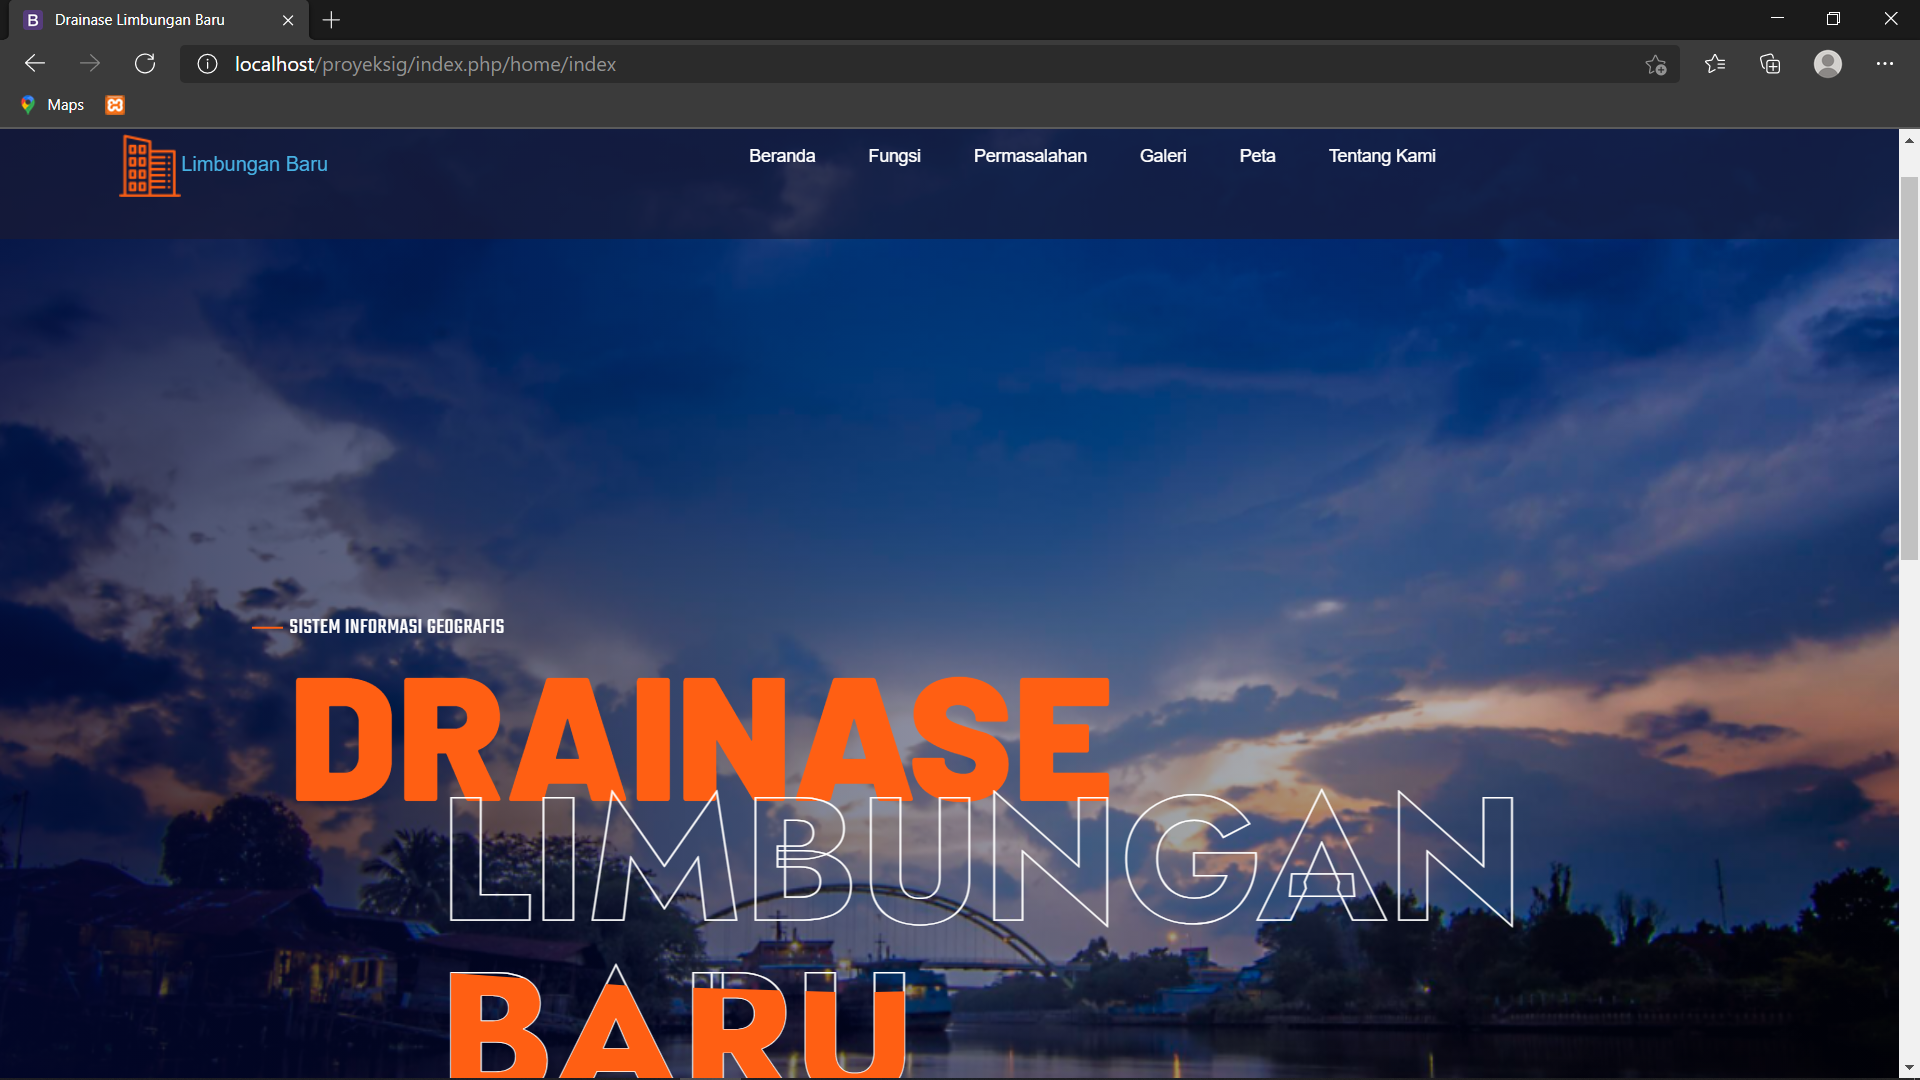 Drainase Limbungan Baru
localhost/proyeksig/index.php/home/index
Maps
Limbungan Baru
Beranda
Fungsi
Permasalahan
Galeri
Peta
Tentang Kami
SISTEM INFORMASI GEOGRAFIS
DRAINASE
LIMBUNGAN
BARU